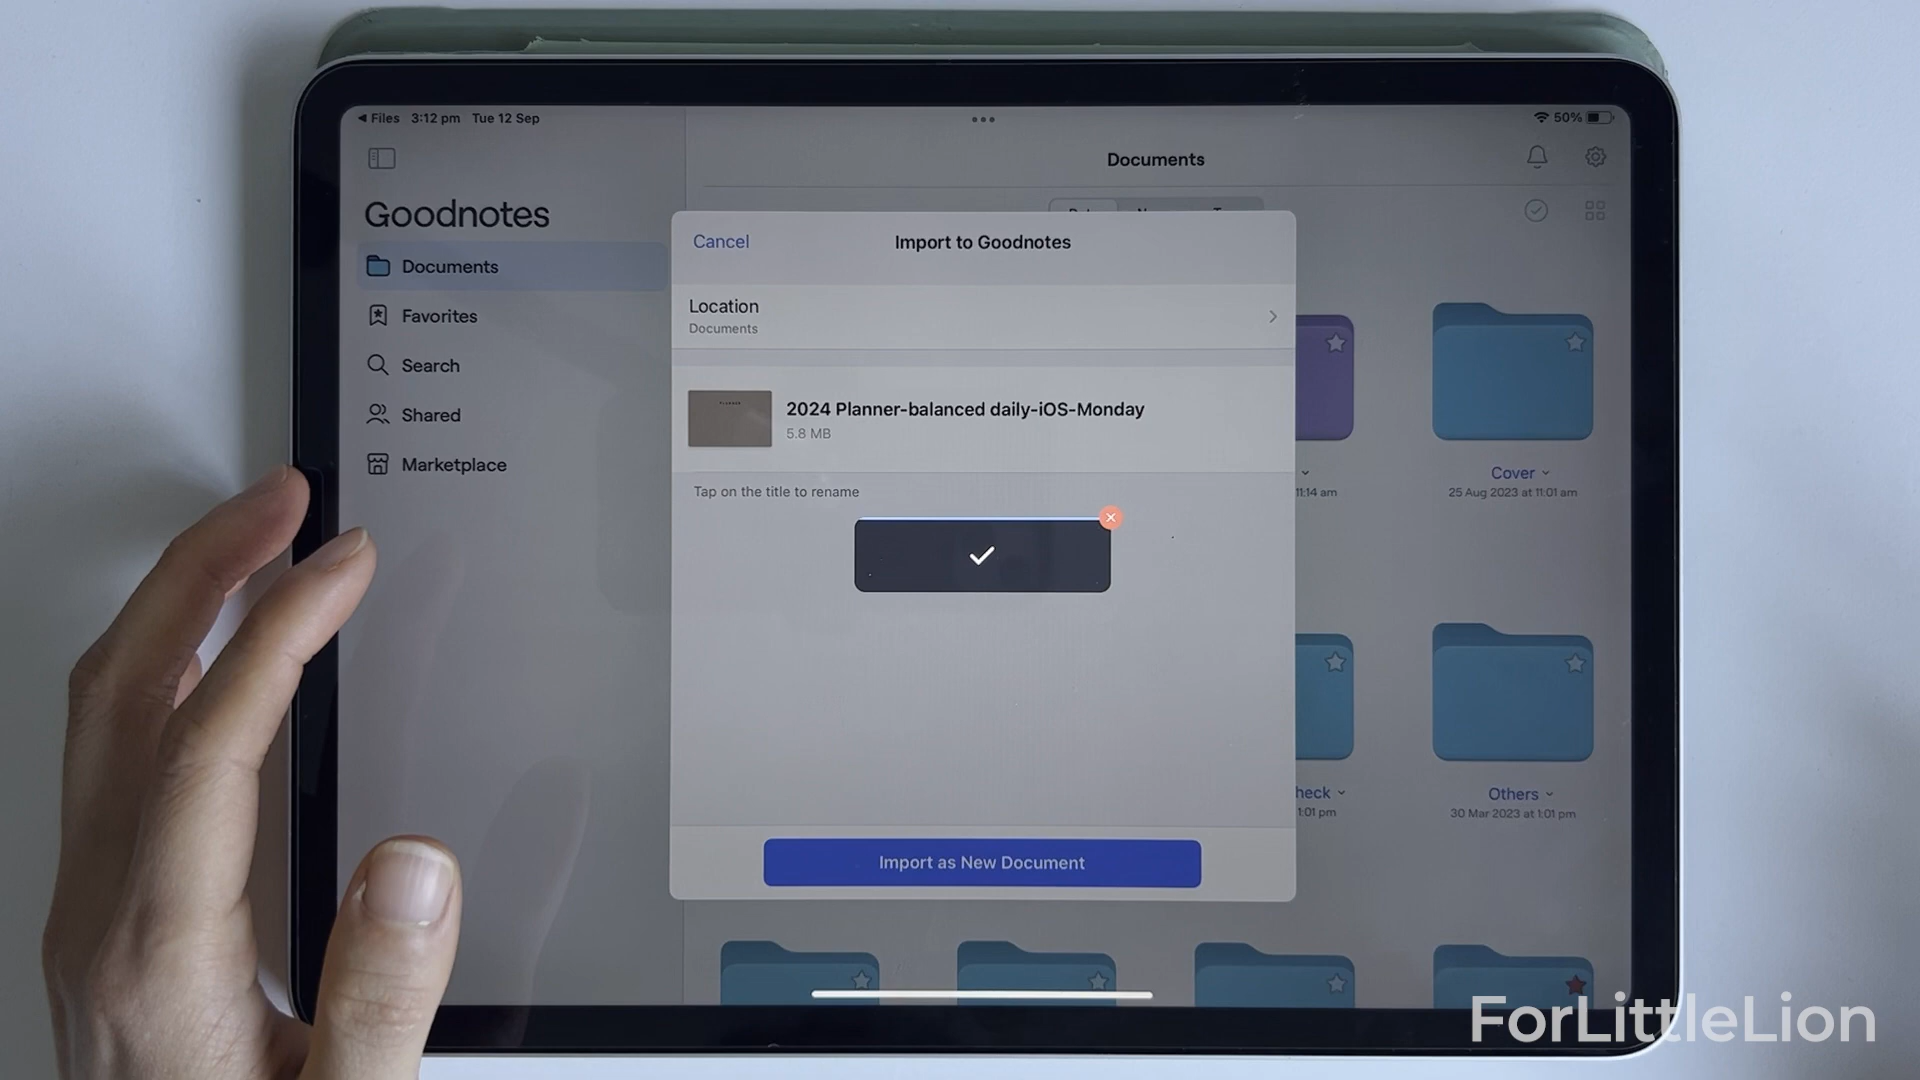 Files 3:12 pm Tue 12 Sep
50%
Documents
Goodnotes
Documents
Favorites
Search
Shared
Marketplace
Cancel
Import to Goodnotes
Location
Documents
PLANNER
2024 Planner-balanced daily-iOS-Monday
5.8 MB
Tap on the title to rename
Import as New Document
11:14 am
Cover
25 Aug 2023 at 11:01 am
heck
1:01 pm
Others
30 Mar 2023 at 1:01 pm
ForLittleLion